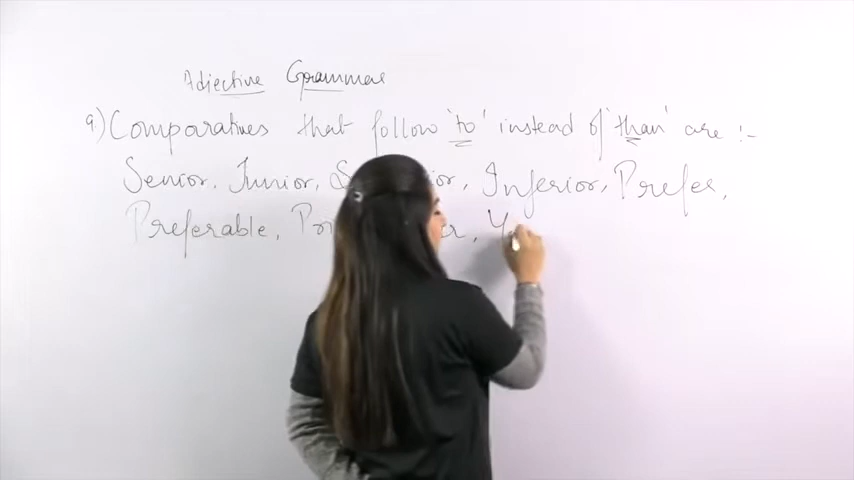 Adjective Grammar
9) Comparatives that follow 'to' instead of 'than' are :-
Senior, Junior, Inferior, Prefer,
Preferable,